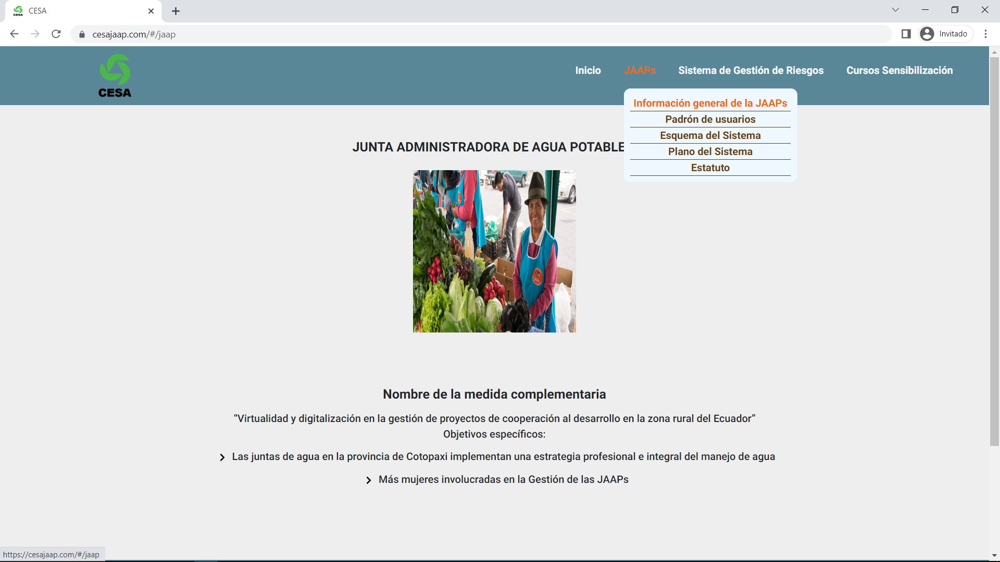 CESA
cesajaap.com/#/jaap
Invitado
CESA
Inicio
JAAPs
Sistema de Gestión de Riesgos
Cursos Sensibilización
Información general de la JAAPs
Padrón de usuarios
Esquema del Sistema
Plano del Sistema
Estatuto
JUNTA ADMINISTRADORA DE AGUA POTABLE
Nombre de la medida complementaria
“Virtualidad y digitalización en la gestión de proyectos de cooperación al desarrollo en la zona rural del Ecuador”
Objetivos específicos:
Las juntas de agua en la provincia de Cotopaxi implementan una estrategia profesional e integral del manejo de agua
Más mujeres involucradas en la Gestión de las JAAPs
https://cesajaap.com/#/jaap